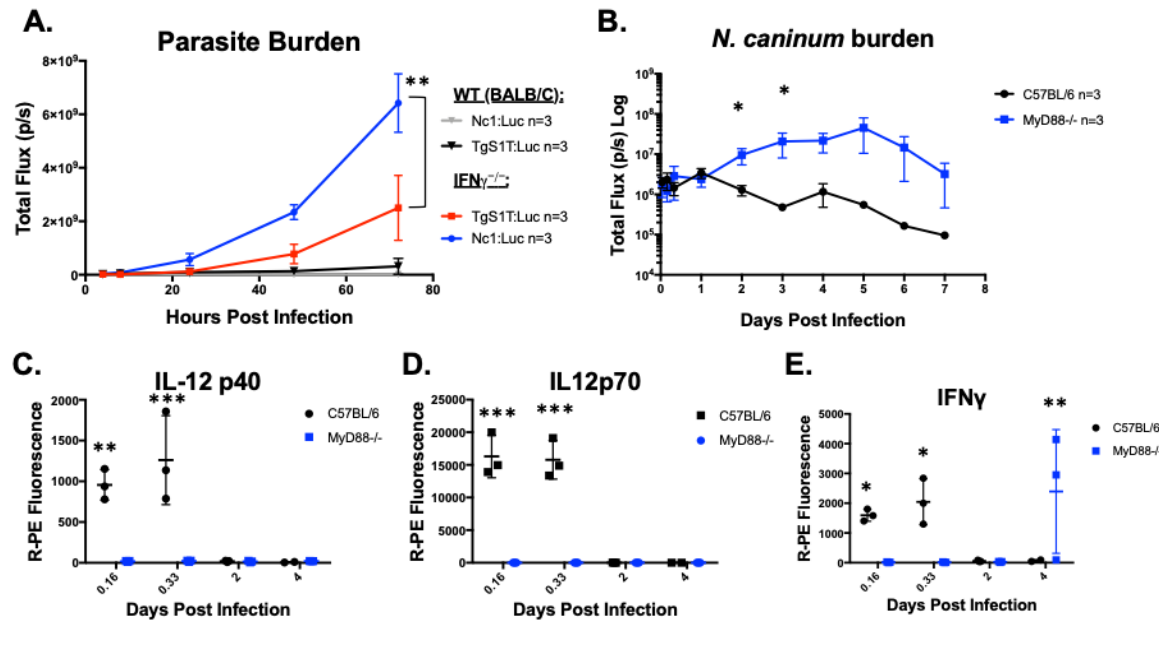 A.
Parasite Burden
Total Flux (p/s)
8×10⁹
6×10⁹
4×10⁹
2×10⁹
0
0 20 40 60 80
Hours Post Infection
**
WT (BALB/C):
Nc1:Luc n=3
TgS1T:Luc n=3
IFNγ⁻/⁻:
TgS1T:Luc n=3
Nc1:Luc n=3
B.
N. caninum burden
Total Flux (p/s) Log
10⁹
10⁸
10⁷
10⁶
10⁵
10⁴
* *
0 1 2 3 4 5 6 7 8
Days Post Infection
C57BL/6 n=3
MyD88-/- n=3
C.
IL-12 p40
R-PE Fluorescence
2000
1500
1000
500
0
** ***
0.16 0.33 2 4
Days Post Infection
C57BL/6
MyD88-/-
D.
IL12p70
R-PE Fluorescence
25000
20000
15000
10000
5000
0
*** ***
0.16 0.33 2 4
Days Post Infection
C57BL/6
MyD88-/-
E.
IFNγ
R-PE Fluorescence
5000
4000
3000
2000
1000
0
* * **
0.16 0.33 2 4
Days Post Infection
C57BL/6
MyD88-/